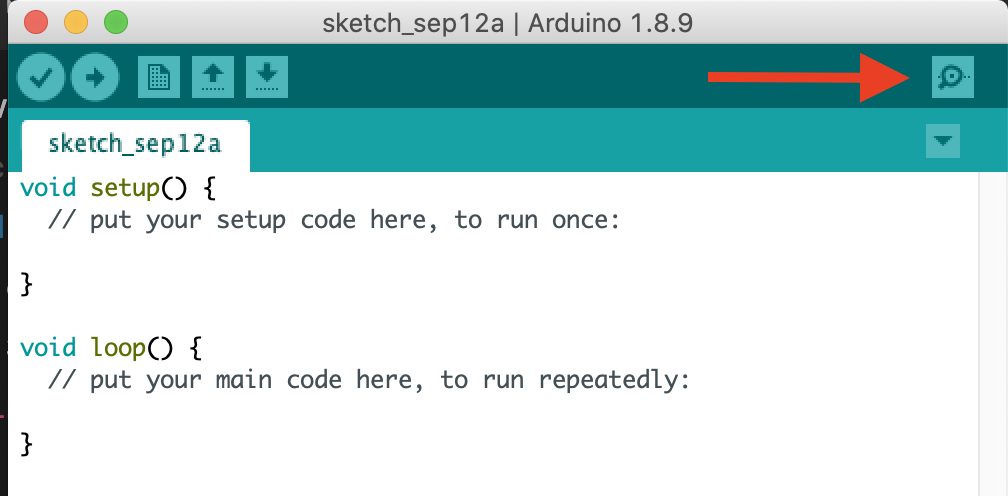 sketch_sep12a | Arduino 1.8.9
sketch_sep12a
void setup() {
  // put your setup code here, to run once:

}

void loop() {
  // put your main code here, to run repeatedly:

}